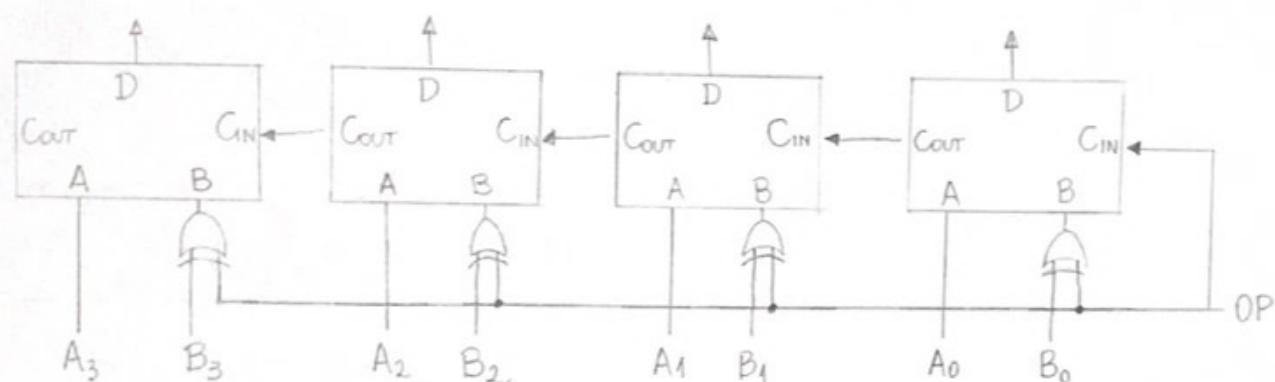 D D D D
COUT CIN COUT CIN COUT CIN COUT CIN
A B A B A B A B
OP
A3 B3 A2 B2 A1 B1 A0 B0